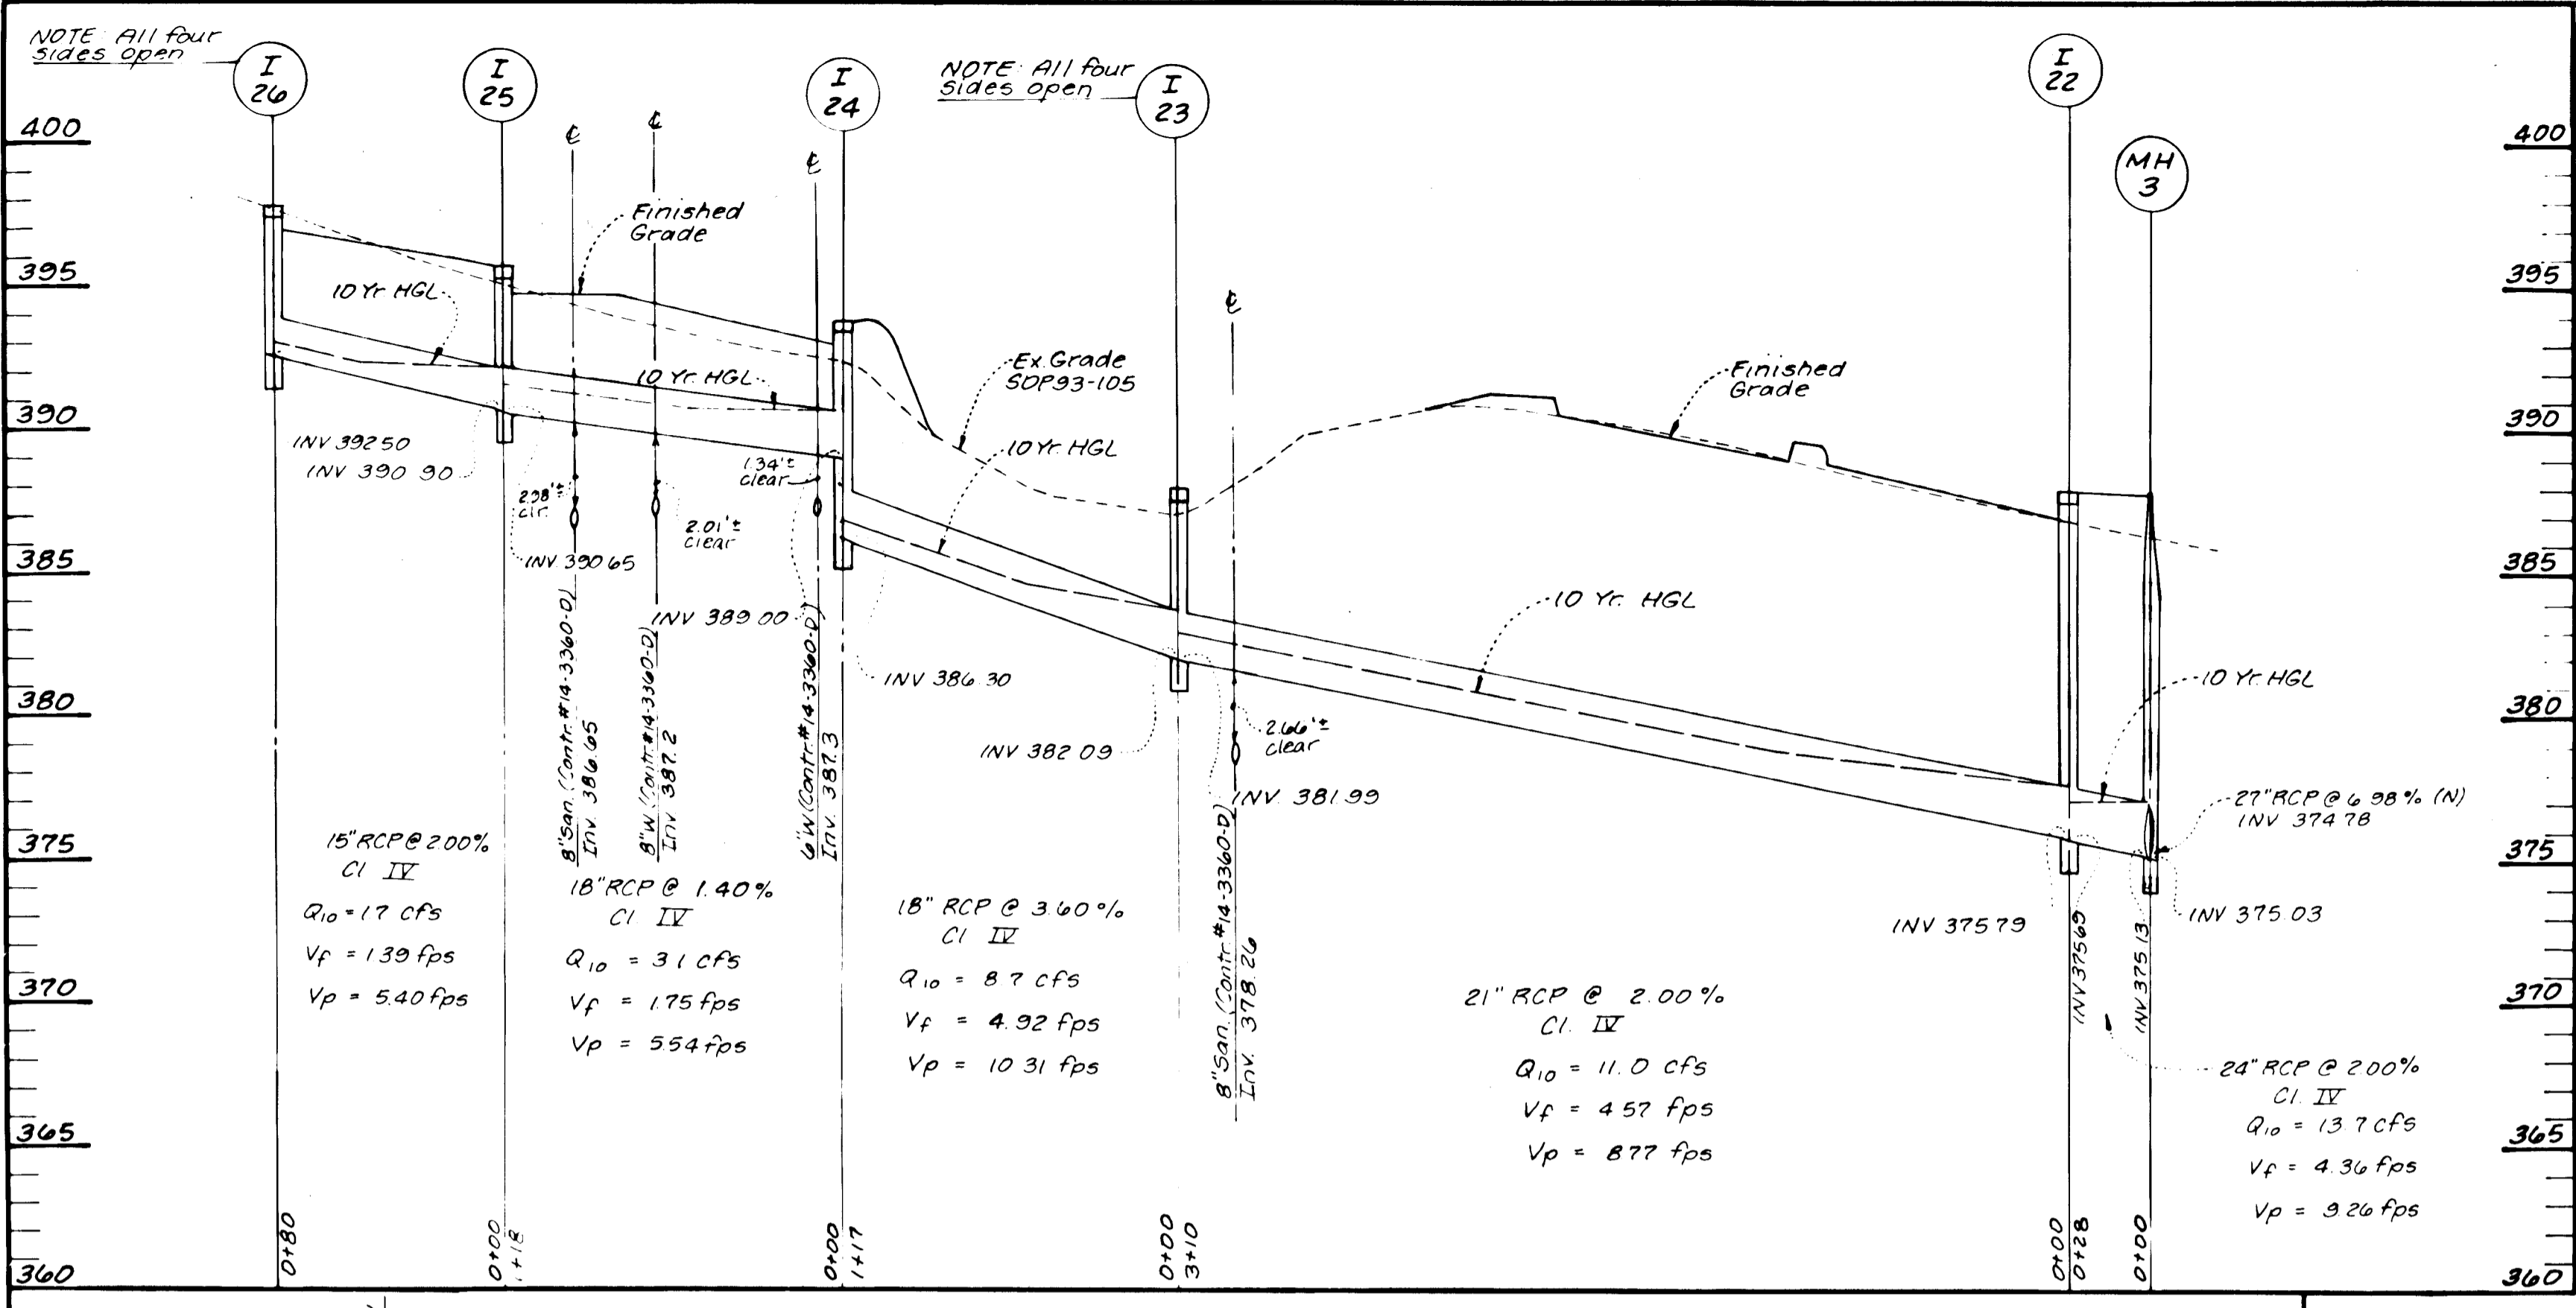 NOTE: All four
sides open
I
26
I
25
I
24
NOTE: All four
sides open
I
23
I
22
MH
3
400
395
390
385
380
375
370
365
360
400
395
390
385
380
375
370
365
360
℄
℄
℄
℄
Finished
Grade
10 Yr. HGL
10 Yr. HGL
Ex. Grade
SDP93-105
10 Yr. HGL
Finished
Grade
10 Yr. HGL
10 Yr. HGL
INV 392 50
INV 390 90
2.98'±
clr.
INV 390 65
2.01'±
clear
1.34'±
clear
INV 389 00
INV 386.30
INV 382 09
2.66'±
clear
INV 381.99
8" San. (Contr. #14-3360-D)
Inv. 386.65
8" W (Contr. #14-3360-D)
Inv 387.2
6" W (Contr. #14-3360-D)
Inv. 387.3
8" San. (Contr. #14-3360-D)
Inv. 378.26
INV 375 79
INV 375 69
INV 375 13
INV 375.03
27" RCP @ 6 98% (N)
INV 374 78
15" RCP @ 2.00%
Cl IV
Q10 = 1 7 cfs
Vf = 1 39 fps
Vp = 5.40 fps
18" RCP @ 1.40%
Cl IV
Q10 = 3 1 cfs
Vf = 1.75 fps
Vp = 5.54 fps
18" RCP @ 3.60%
Cl IV
Q10 = 8 7 cfs
Vf = 4.92 fps
Vp = 10 31 fps
21" RCP @ 2.00%
Cl. IV
Q10 = 11.0 cfs
Vf = 4 57 fps
Vp = 8 77 fps
24" RCP @ 2.00%
Cl. IV
Q10 = 13.7 cfs
Vf = 4.36 fps
Vp = 9.26 fps
0+80
0+00
1+18
0+00
1+17
0+00
3+10
0+00
0+28
0+00